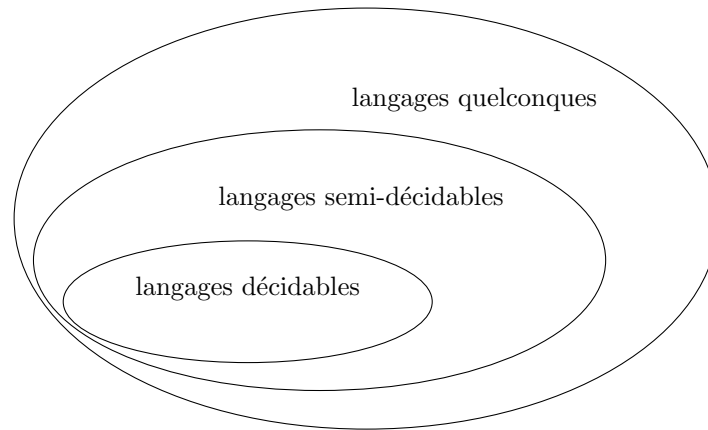 langages quelconques
langages semi-décidables
langages décidables